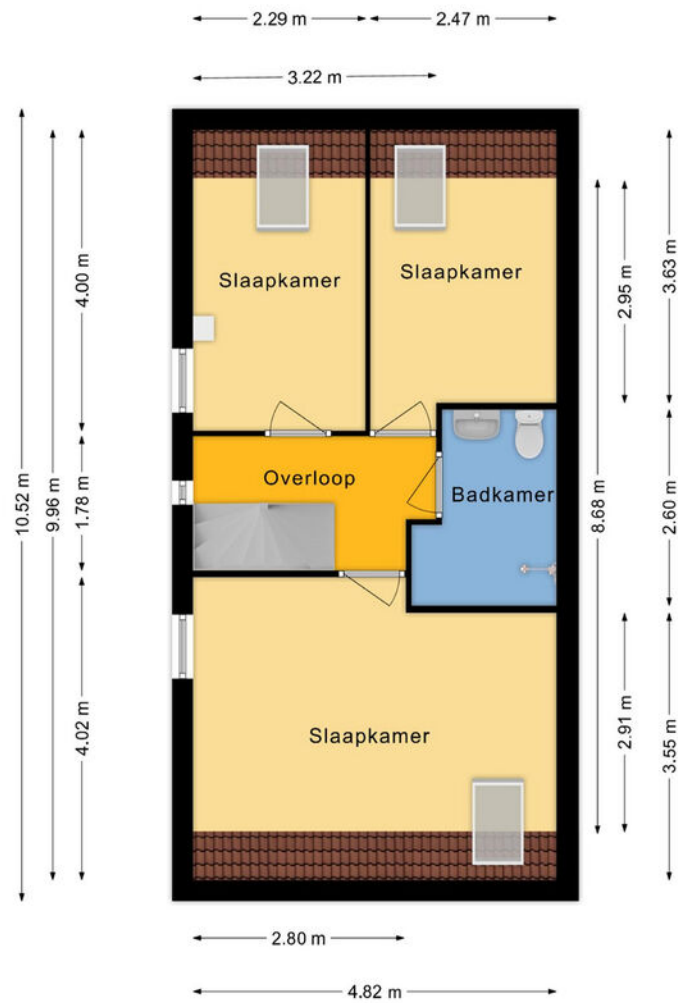 2.29 m
2.47 m
3.22 m
Slaapkamer
Slaapkamer
Overloop
Badkamer
Slaapkamer
10.52 m
9.96 m
4.00 m
1.78 m
4.02 m
8.68 m
2.95 m
2.91 m
3.63 m
2.60 m
3.55 m
2.80 m
4.82 m